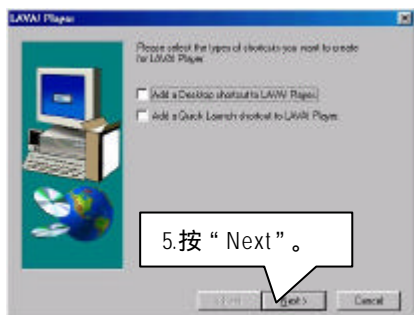 LAVA! Player
Please select the types of shortcuts you want to create
for LAVA! Player.
Add a Desktop shortcut to LAVA! Player.
Add a Quick Launch shortcut to LAVA! Player.
5.按“Next”。
Next >
Cancel